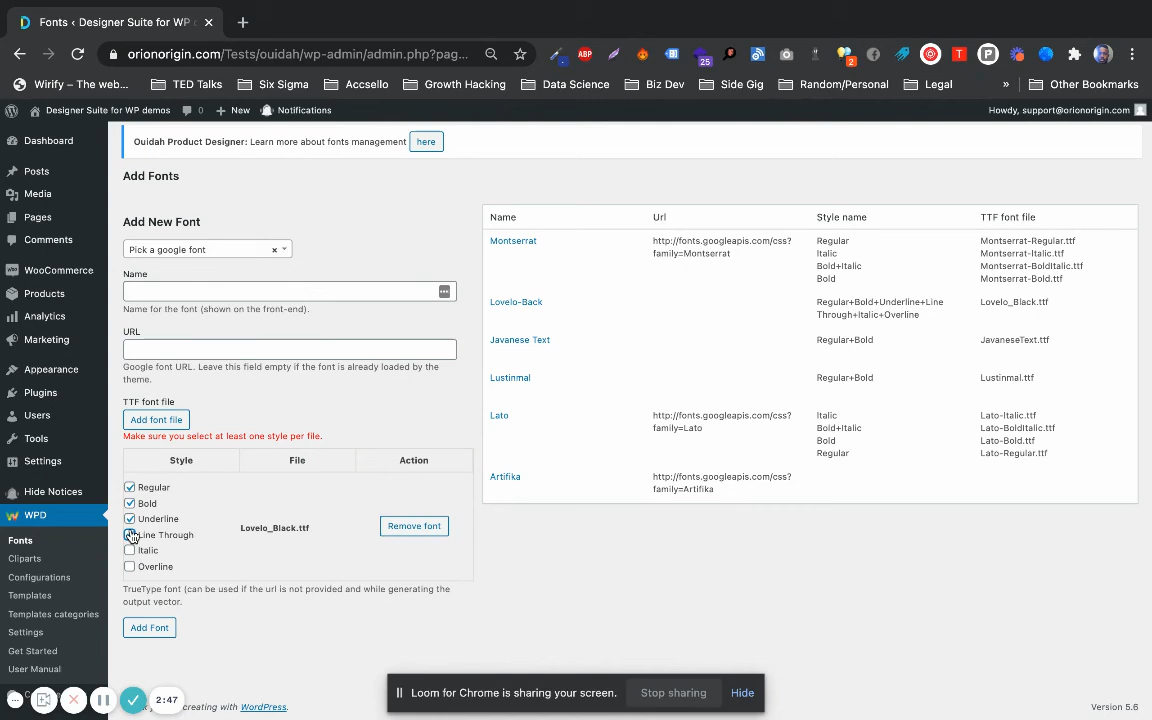 Fonts ‹ Designer Suite for WP
orionorigin.com/Tests/ouidah/wp-admin/admin.php?pag...
ABP
25
2
T
P
Wirify – The web...
TED Talks
Six Sigma
Accsello
Growth Hacking
Data Science
Biz Dev
Side Gig
Random/Personal
Legal
»
Other Bookmarks
Designer Suite for WP demos
0
New
Notifications
Howdy, support@orionorigin.com
Dashboard
Posts
Media
Pages
Comments
WooCommerce
Products
Analytics
Marketing
Appearance
Plugins
Users
Tools
Settings
Hide Notices
WPD
Fonts
Cliparts
Configurations
Templates
Templates categories
Settings
Get Started
User Manual
Ouidah Product Designer: Learn more about fonts management here
Add Fonts
Add New Font
Pick a google font
Name
Name for the font (shown on the front-end).
URL
Google font URL. Leave this field empty if the font is already loaded by the
theme.
TTF font file
Add font file
Make sure you select at least one style per file.
Style File Action
Regular
Bold
Underline
Line Through
Italic
Overline
Lovelo_Black.ttf
Remove font
TrueType font (can be used if the url is not provided and while generating the
output vector.
Add Font
Name Url Style name TTF font file
Montserrat http://fonts.googleapis.com/css? Regular Montserrat-Regular.ttf
family=Montserrat Italic Montserrat-Italic.ttf
Bold+Italic Montserrat-BoldItalic.ttf
Bold Montserrat-Bold.ttf
Lovelo-Back Regular+Bold+Underline+Line Lovelo_Black.ttf
Through+Italic+Overline
Javanese Text Regular+Bold JavaneseText.ttf
Lustinmal Regular+Bold Lustinmal.ttf
Lato http://fonts.googleapis.com/css? Italic Lato-Italic.ttf
family=Lato Bold+Italic Lato-BoldItalic.ttf
Bold Lato-Bold.ttf
Regular Lato-Regular.ttf
Artifika http://fonts.googleapis.com/css?
family=Artifika
2:47
Loom for Chrome is sharing your screen.
Stop sharing
Hide
creating with WordPress.
Version 5.6